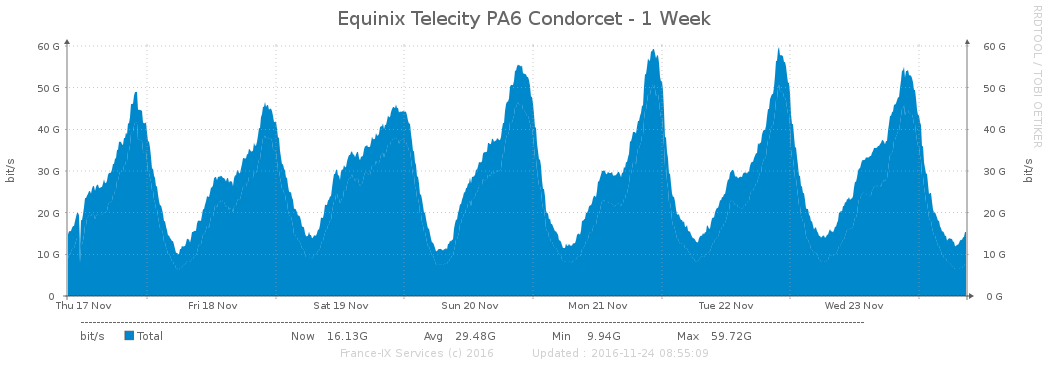 Equinix Telecity PA6 Condorcet - 1 Week
RRDTOOL / TOBI OETIKER
bit/s
bit/s
60 G 60 G
50 G 50 G
40 G 40 G
30 G 30 G
20 G 20 G
10 G 10 G
0 0 G
Thu 17 Nov Fri 18 Nov Sat 19 Nov Sun 20 Nov Mon 21 Nov Tue 22 Nov Wed 23 Nov
bit/s Total Now 16.13G Avg 29.48G Min 9.94G Max 59.72G
France-IX Services (c) 2016 Updated : 2016-11-24 08:55:09